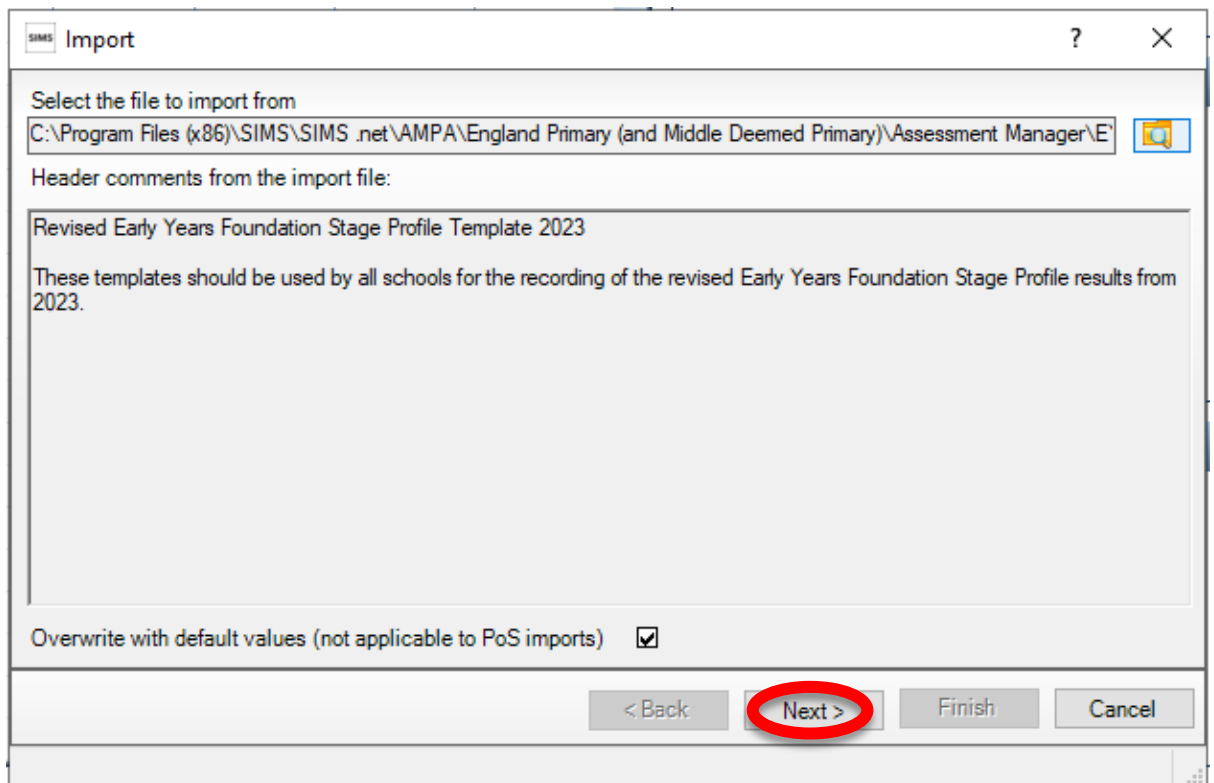 SIMS Import ?
Select the file to import from
C:\Program Files (x86)\SIMS\SIMS .net\AMPA\England Primary (and Middle Deemed Primary)\Assessment Manager\E
Header comments from the import file:
Revised Early Years Foundation Stage Profile Template 2023
These templates should be used by all schools for the recording of the revised Early Years Foundation Stage Profile results from
2023.
Overwrite with default values (not applicable to PoS imports)
< Back Next > Finish Cancel